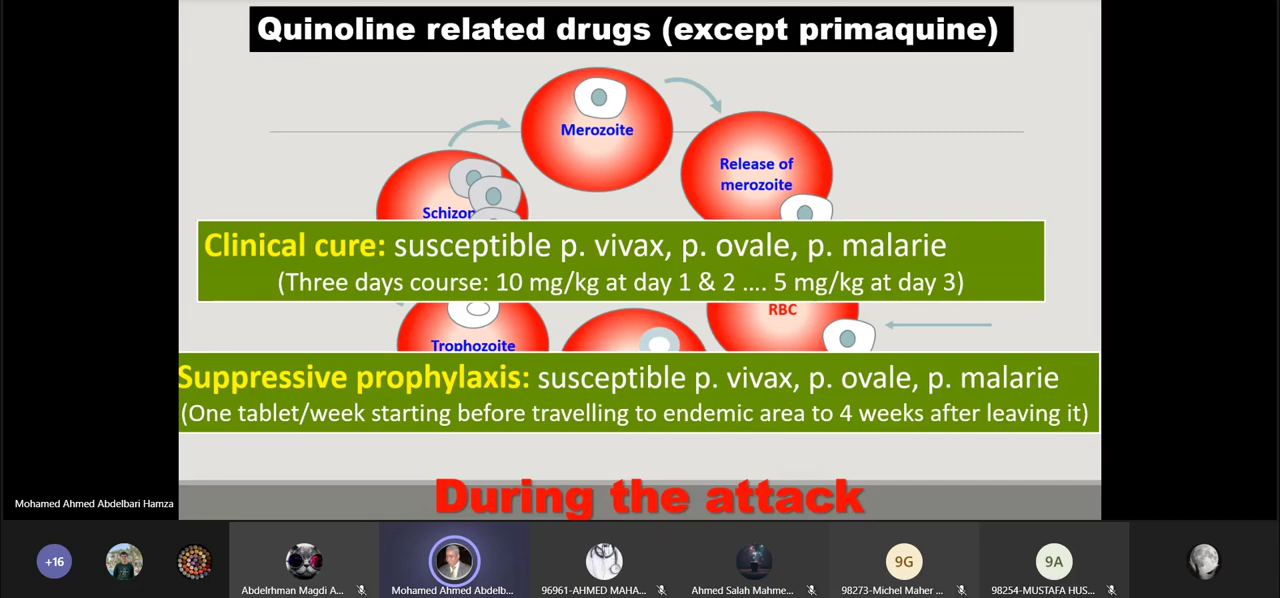 Quinoline related drugs (except primaquine)
Merozoite
Release of
merozoite
Clinical cure: susceptible p. vivax, p. ovale, p. malarie
(Three days course: 10 mg/kg at day 1 & 2 .... 5 mg/kg at day 3)
RBC
Trophozoite
Suppressive prophylaxis: susceptible p. vivax, p. ovale, p. malarie
(One tablet/week starting before travelling to endemic area to 4 weeks after leaving it)
During the attack
Mohamed Ahmed Abdelbari Hamza
+16
9G
9A
Abdelrhman Magdi A...
Mohamed Ahmed Abdelb...
96961-AHMED MAHA...
Ahmed Salah Mahme...
98273-Michel Maher ...
98254-MUSTAFA HUS...